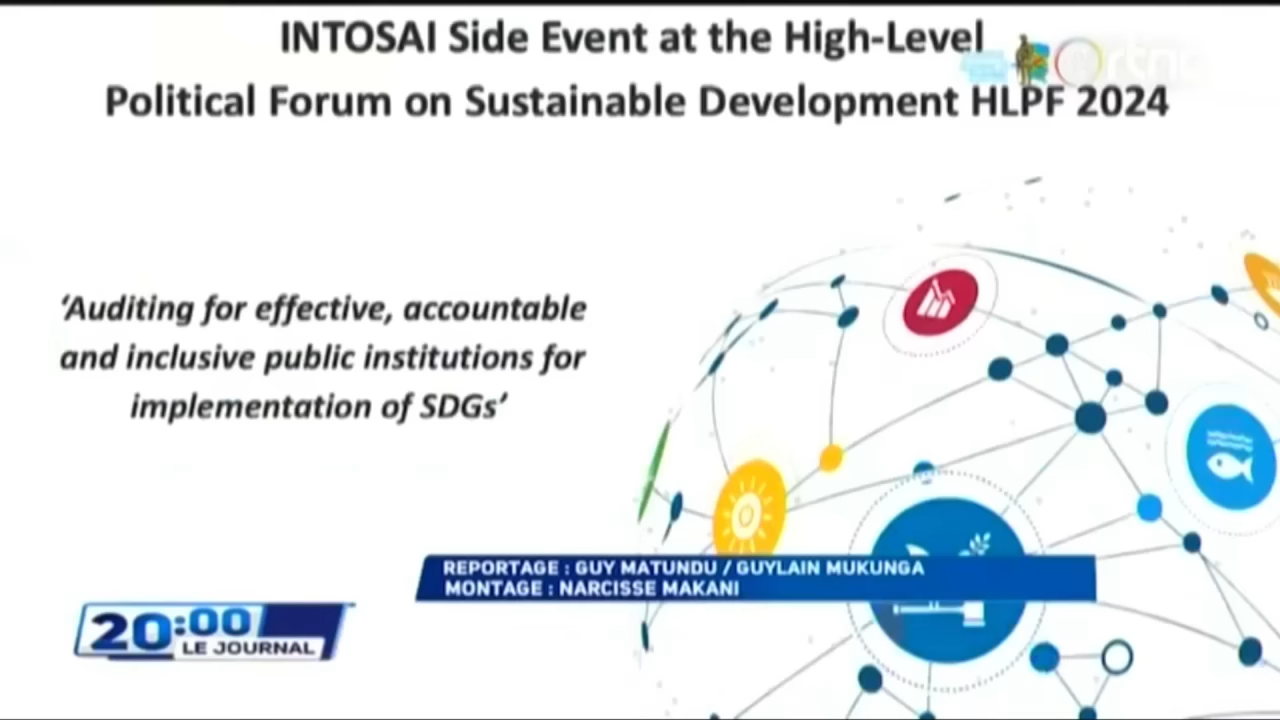 INTOSAI Side Event at the High-Level
Political Forum on Sustainable Development HLPF 2024
‘Auditing for effective, accountable
and inclusive public institutions for
implementation of SDGs’
REPORTAGE : GUY MATUNDU / GUYLAIN MUKUNGA
MONTAGE : NARCISSE MAKANI
20:00
LE JOURNAL